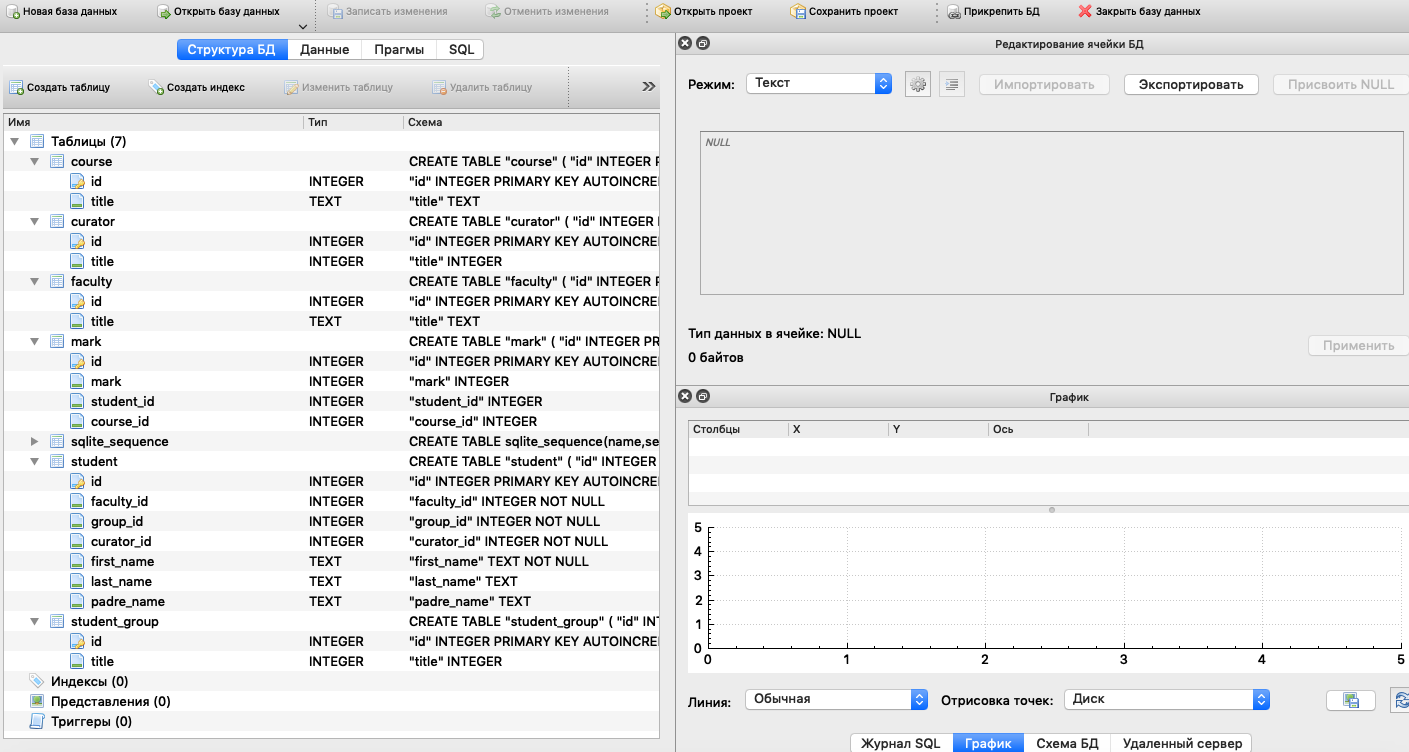 Новая база данных Открыть базу данных Записать изменения Отменить изменения Открыть проект Сохранить проект Прикрепить БД Закрыть базу данных
Структура БД Данные Прагмы SQL
Создать таблицу Создать индекс Изменить таблицу Удалить таблицу »
Имя Тип Схема
Таблицы (7)
course CREATE TABLE "course" ( "id" INTEGER P
id INTEGER "id" INTEGER PRIMARY KEY AUTOINCRE
title TEXT "title" TEXT
curator CREATE TABLE "curator" ( "id" INTEGER
id INTEGER "id" INTEGER PRIMARY KEY AUTOINCRE
title INTEGER "title" INTEGER
faculty CREATE TABLE "faculty" ( "id" INTEGER P
id INTEGER "id" INTEGER PRIMARY KEY AUTOINCRE
title TEXT "title" TEXT
mark CREATE TABLE "mark" ( "id" INTEGER PR
id INTEGER "id" INTEGER PRIMARY KEY AUTOINCRE
mark INTEGER "mark" INTEGER
student_id INTEGER "student_id" INTEGER
course_id INTEGER "course_id" INTEGER
sqlite_sequence CREATE TABLE sqlite_sequence(name,se
student CREATE TABLE "student" ( "id" INTEGER
id INTEGER "id" INTEGER PRIMARY KEY AUTOINCRE
faculty_id INTEGER "faculty_id" INTEGER NOT NULL
group_id INTEGER "group_id" INTEGER NOT NULL
curator_id INTEGER "curator_id" INTEGER NOT NULL
first_name TEXT "first_name" TEXT NOT NULL
last_name TEXT "last_name" TEXT
padre_name TEXT "padre_name" TEXT
student_group CREATE TABLE "student_group" ( "id" INT
id INTEGER "id" INTEGER PRIMARY KEY AUTOINCRE
title INTEGER "title" INTEGER
Индексы (0)
Представления (0)
Триггеры (0)
Редактирование ячейки БД
Режим: Текст Импортировать Экспортировать Присвоить NULL
NULL
Тип данных в ячейке: NULL
0 байтов
Применить
График
Столбцы X Y Ось
5
4
3
2
1
0
0 1 2 3 4 5
Линия: Обычная Отрисовка точек: Диск
Журнал SQL График Схема БД Удаленный сервер